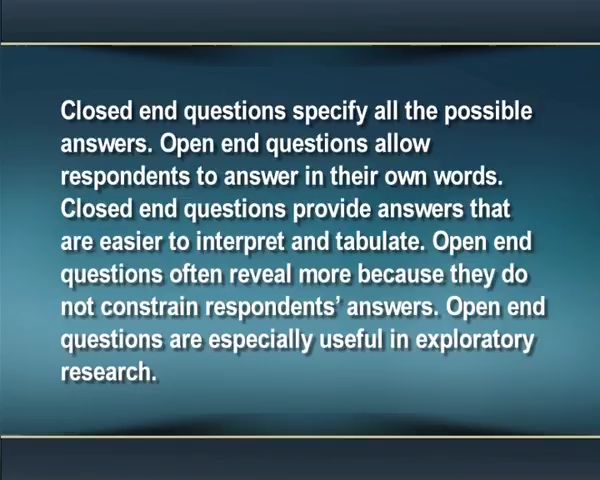 Closed end questions specify all the possible
answers. Open end questions allow
respondents to answer in their own words.
Closed end questions provide answers that
are easier to interpret and tabulate. Open end
questions often reveal more because they do
not constrain respondents’ answers. Open end
questions are especially useful in exploratory
research.